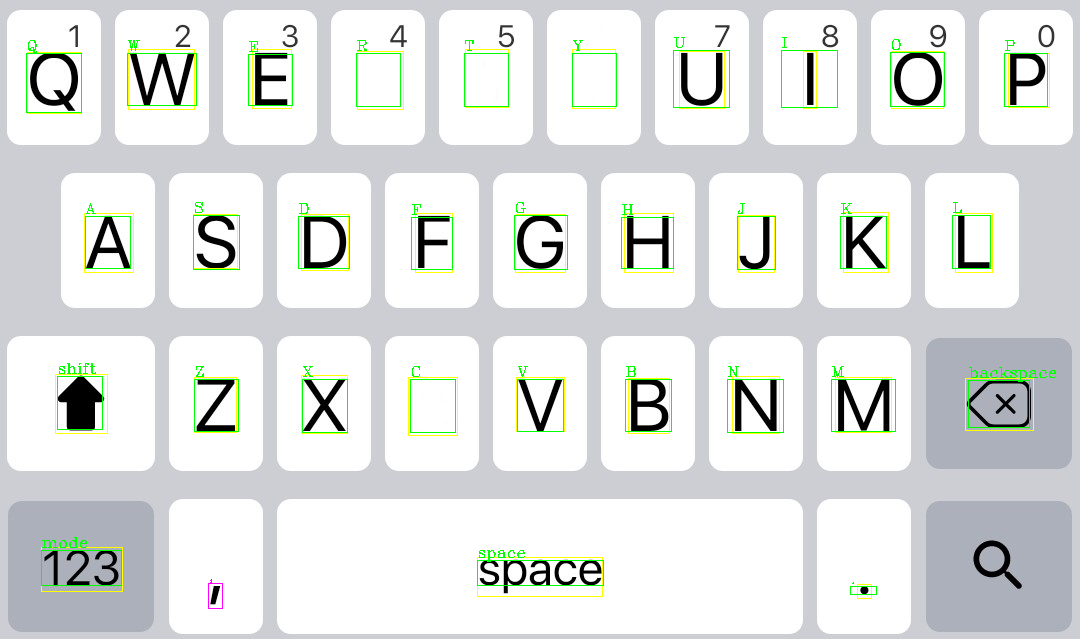 1 2 3 4 5 7 8 9 0
Q W E R T Y U I O P
Q W E U I O P
A S D F G H J K L
A S D F G H J K L
shift Z X C V B N M backspace
Z X V B N M
mode
123
space
space
, .